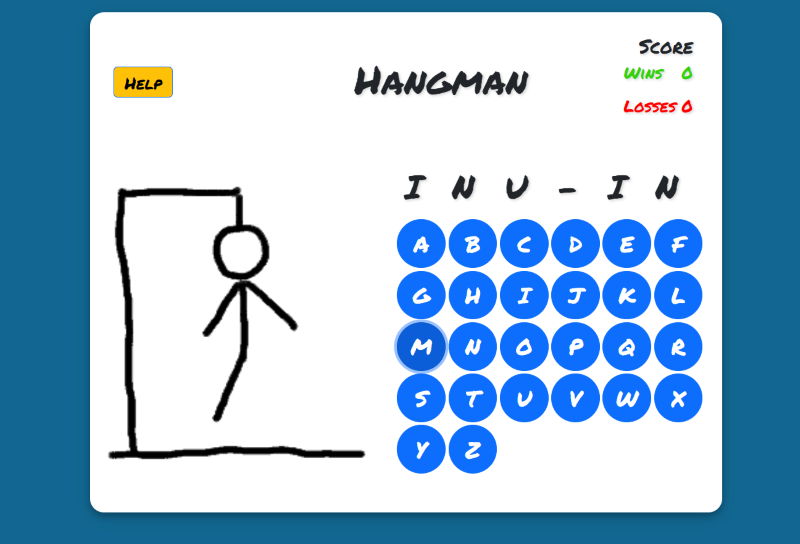 Score
Help
Hangman
Wins 0
Losses 0
I N U - I N
A B C D E F
G H I J K L
M N O P Q R
S T U V W X
Y Z